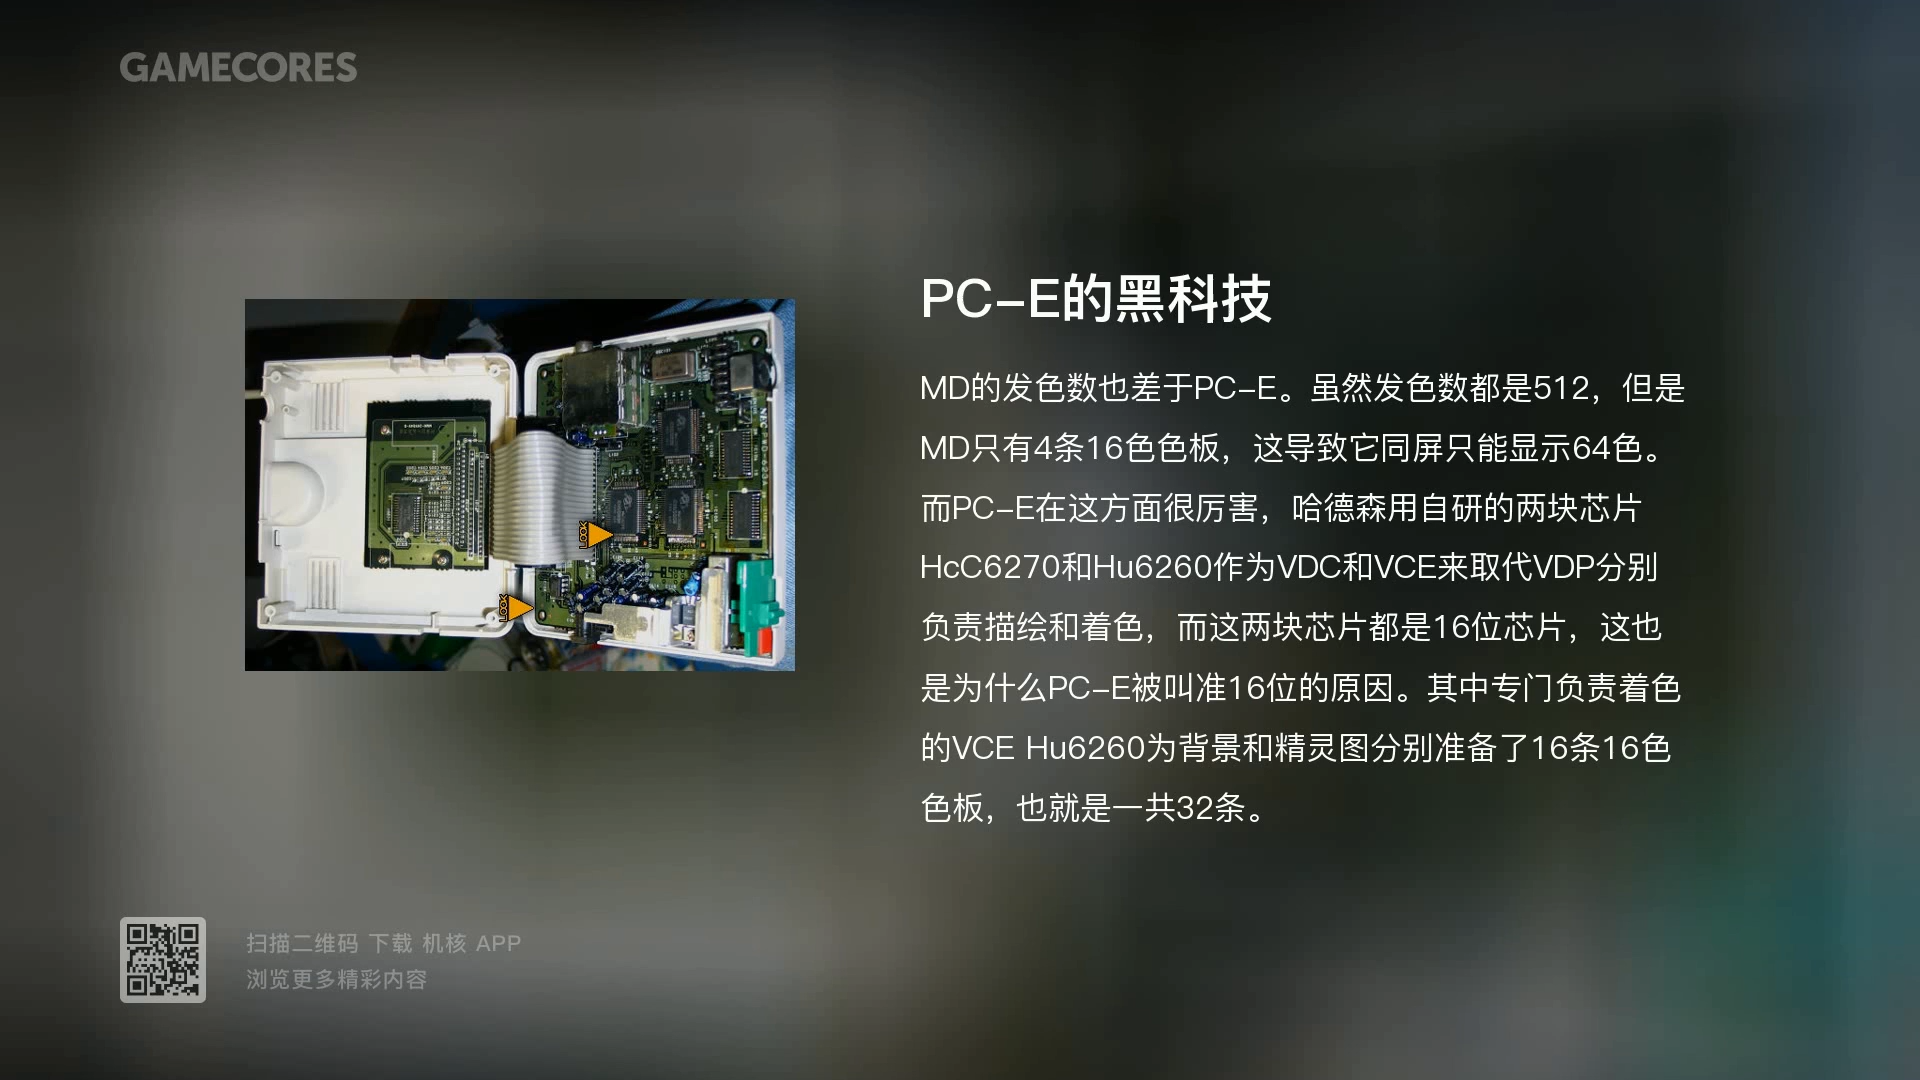 GAMECORES
PC-E的黑科技
MD的发色数也差于PC-E。虽然发色数都是512，但是
MD只有4条16色色板，这导致它同屏只能显示64色。
而PC-E在这方面很厉害，哈德森用自研的两块芯片
HcC6270和Hu6260作为VDC和VCE来取代VDP分别
负责描绘和着色，而这两块芯片都是16位芯片，这也
是为什么PC-E被叫准16位的原因。其中专门负责着色
的VCE Hu6260为背景和精灵图分别准备了16条16色
色板，也就是一共32条。
LOOK
LOOK
扫描二维码 下载 机核 APP
浏览更多精彩内容